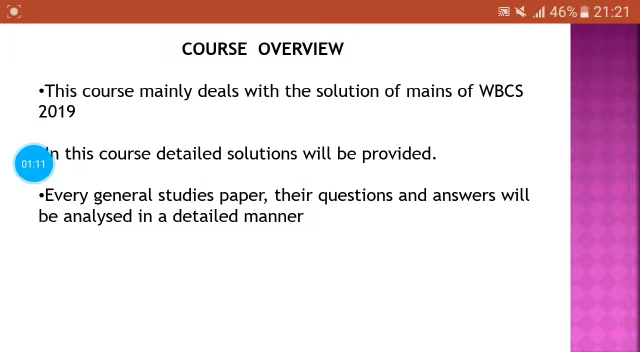 46% 21:21
COURSE OVERVIEW
•This course mainly deals with the solution of mains of WBCS
2019
In this course detailed solutions will be provided.
01:11
•Every general studies paper, their questions and answers will
be analysed in a detailed manner